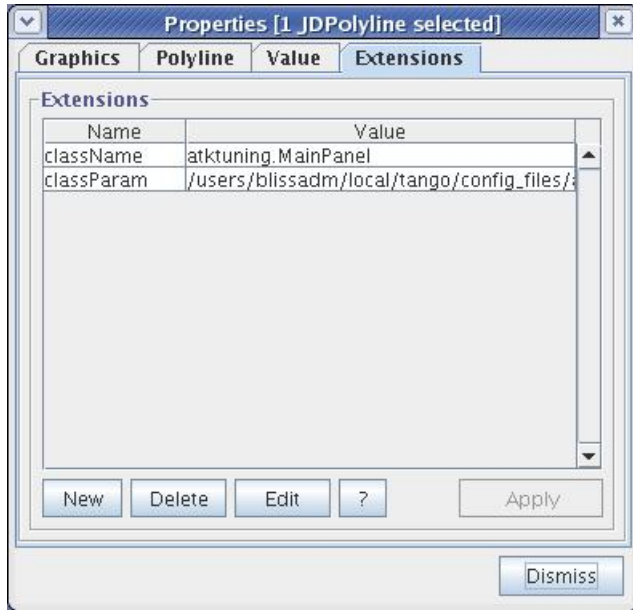 Properties [1 JDPolyline selected]
Graphics Polyline Value Extensions
Extensions
Name Value
className atktuning.MainPanel
classParam /users/blissadm/local/tango/config_files/
New Delete Edit ? Apply
Dismiss